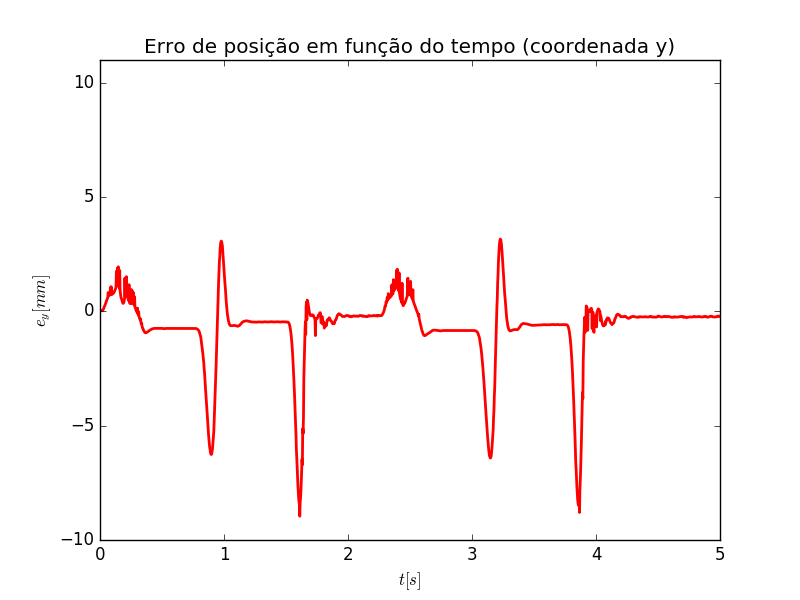 Erro de posição em função do tempo (coordenada y)
10
5
0
−5
−10
e_y[mm]
0 1 2 3 4 5
t[s]